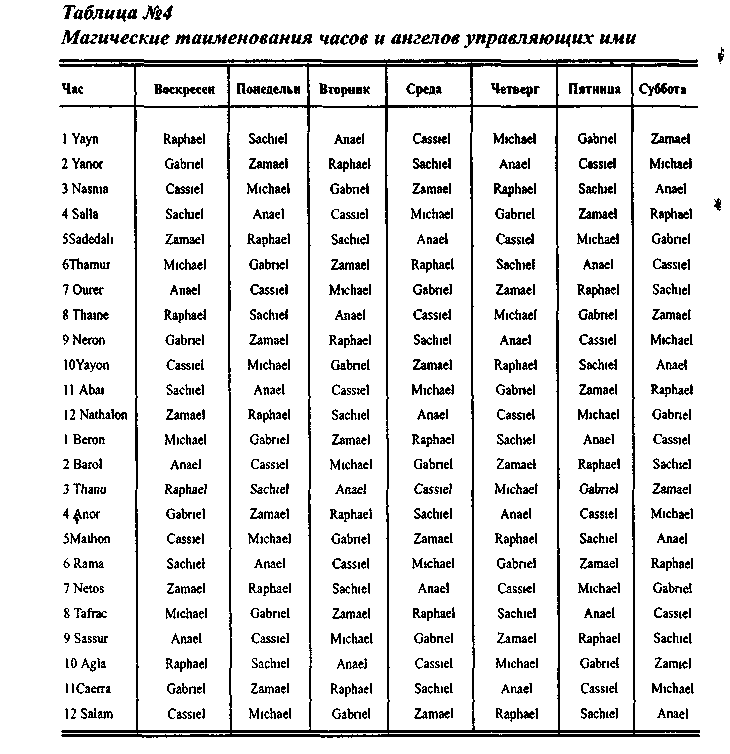 Таблица №4
Магические таименования часов и ангелов управляющих ими
Час Воскресен Понедельн Вторник Среда Четверг Пятница Суббота
1 Yayn Raphael Sachiel Anael Cassiel Michael Gabriel Zamael
2 Yanor Gabriel Zamael Raphael Sachiel Anael Cassiel Michael
3 Nasnia Cassiel Michael Gabriel Zamael Raphael Sachiel Anael
4 Salla Sachiel Anael Cassiel Michael Gabriel Zamael Raphael
5Sadedali Zamael Raphael Sachiel Anael Cassiel Michael Gabriel
6Thamur Michael Gabriel Zamael Raphael Sachiel Anael Cassiel
7 Ourer Anael Cassiel Michael Gabriel Zamael Raphael Sachiel
8 Thaine Raphael Sachiel Anael Cassiel Michael Gabriel Zamael
9 Neron Gabriel Zamael Raphael Sachiel Anael Cassiel Michael
10Yayon Cassiel Michael Gabriel Zamael Raphael Sachiel Anael
11 Abai Sachiel Anael Cassiel Michael Gabriel Zamael Raphael
12 Nathalon Zamael Raphael Sachiel Anael Cassiel Michael Gabriel
1 Beron Michael Gabriel Zamael Raphael Sachiel Anael Cassiel
2 Barol Anael Cassiel Michael Gabriel Zamael Raphael Sachiel
3 Thanu Raphael Sachiel Anael Cassiel Michael Gabriel Zamael
4 Anor Gabriel Zamael Raphael Sachiel Anael Cassiel Michael
5Mathon Cassiel Michael Gabriel Zamael Raphael Sachiel Anael
6 Rama Sachiel Anael Cassiel Michael Gabriel Zamael Raphael
7 Netos Zamael Raphael Sachiel Anael Cassiel Michael Gabriel
8 Tafrac Michael Gabriel Zamael Raphael Sachiel Anael Cassiel
9 Sassur Anael Cassiel Michael Gabriel Zamael Raphael Sachiel
10 Agla Raphael Sachiel Anael Cassiel Michael Gabriel Zamiel
11Caerra Gabriel Zamael Raphael Sachiel Anael Cassiel Michael
12 Salam Cassiel Michael Gabriel Zamael Raphael Sachiel Anael